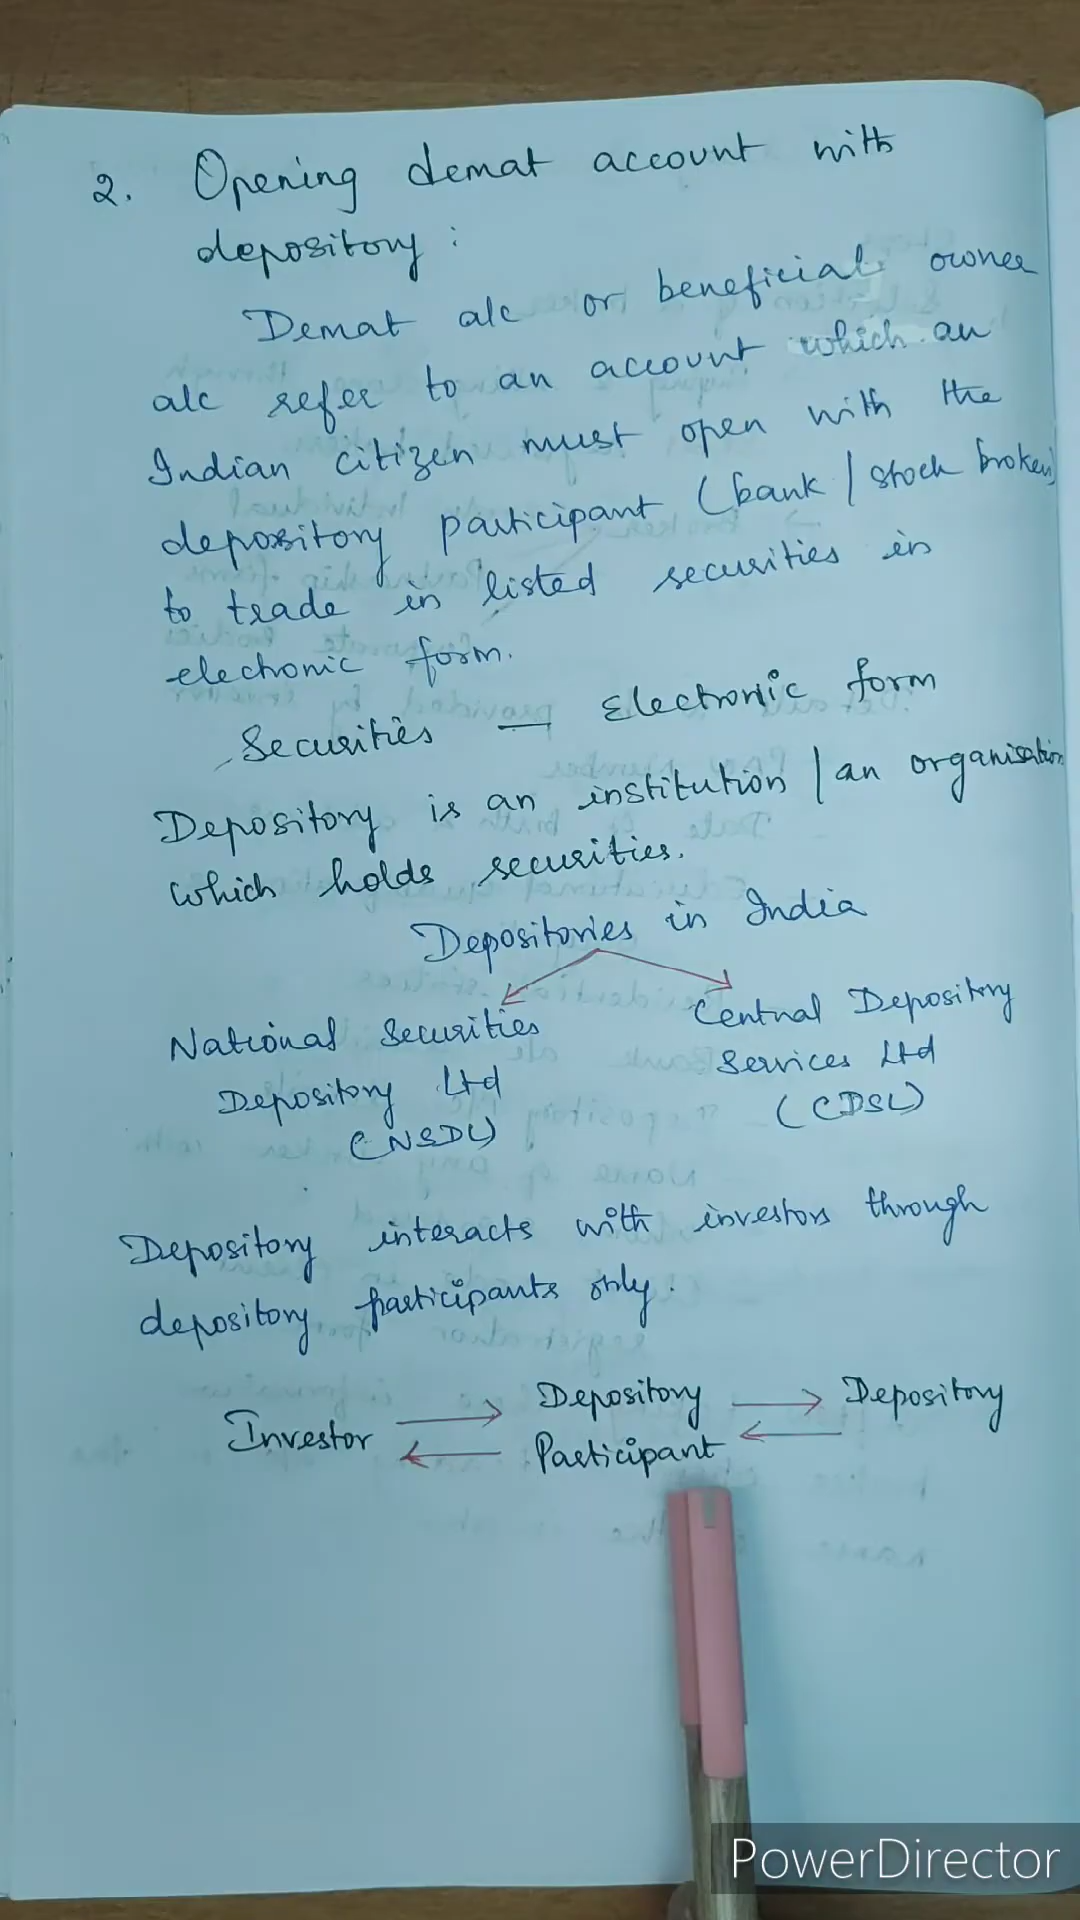 2. Opening demat account with
depository :
Demat a/c or beneficial owner
a/c refer to an account which an
Indian citizen must open with the
depository participant (bank / stock broker)
to trade in listed securities in
electronic form.
Securities — Electronic form
Depository is an institution / an organisation
which holds securities.
Depositories in India
National Securities
Depository Ltd
(NSDL)
Central Depository
Services Ltd
(CDSL)
Depository interacts with investors through
depository participants only.
Investor → ← Depository Participant → ← Depository
PowerDirector